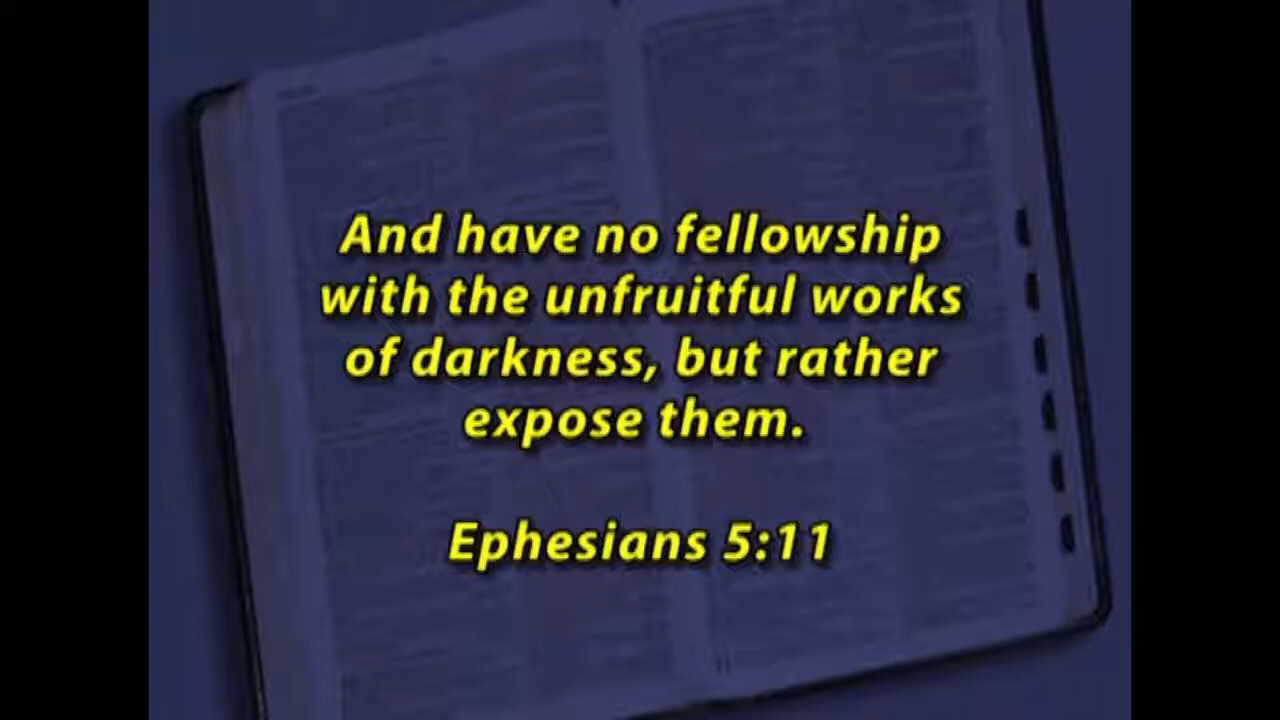 And have no fellowship
with the unfruitful works
of darkness, but rather
expose them.
Ephesians 5:11